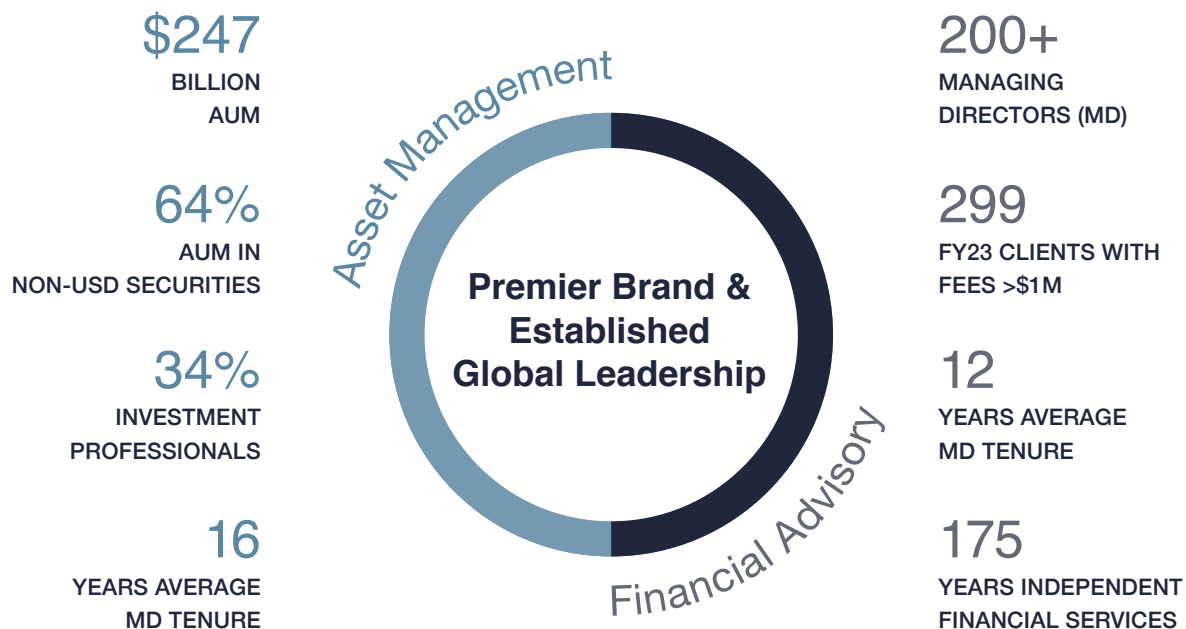 $247
BILLION
AUM
64%
AUM IN
NON-USD SECURITIES
34%
INVESTMENT
PROFESSIONALS
16
YEARS AVERAGE
MD TENURE
Asset Management
Premier Brand &
Established
Global Leadership
Financial Advisory
200+
MANAGING
DIRECTORS (MD)
299
FY23 CLIENTS WITH
FEES >$1M
12
YEARS AVERAGE
MD TENURE
175
YEARS INDEPENDENT
FINANCIAL SERVICES